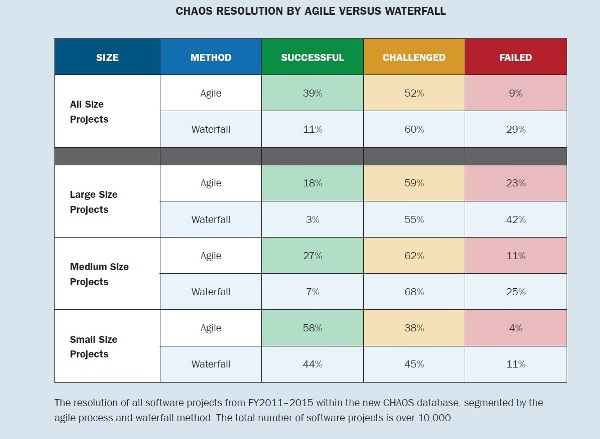 CHAOS RESOLUTION BY AGILE VERSUS WATERFALL
SIZE METHOD SUCCESSFUL CHALLENGED FAILED
All Size Projects
Agile 39% 52% 9%
Waterfall 11% 60% 29%
Large Size Projects
Agile 18% 59% 23%
Waterfall 3% 55% 42%
Medium Size Projects
Agile 27% 62% 11%
Waterfall 7% 68% 25%
Small Size Projects
Agile 58% 38% 4%
Waterfall 44% 45% 11%
The resolution of all software projects from FY2011–2015 within the new CHAOS database, segmented by the
agile process and waterfall method. The total number of software projects is over 10,000.